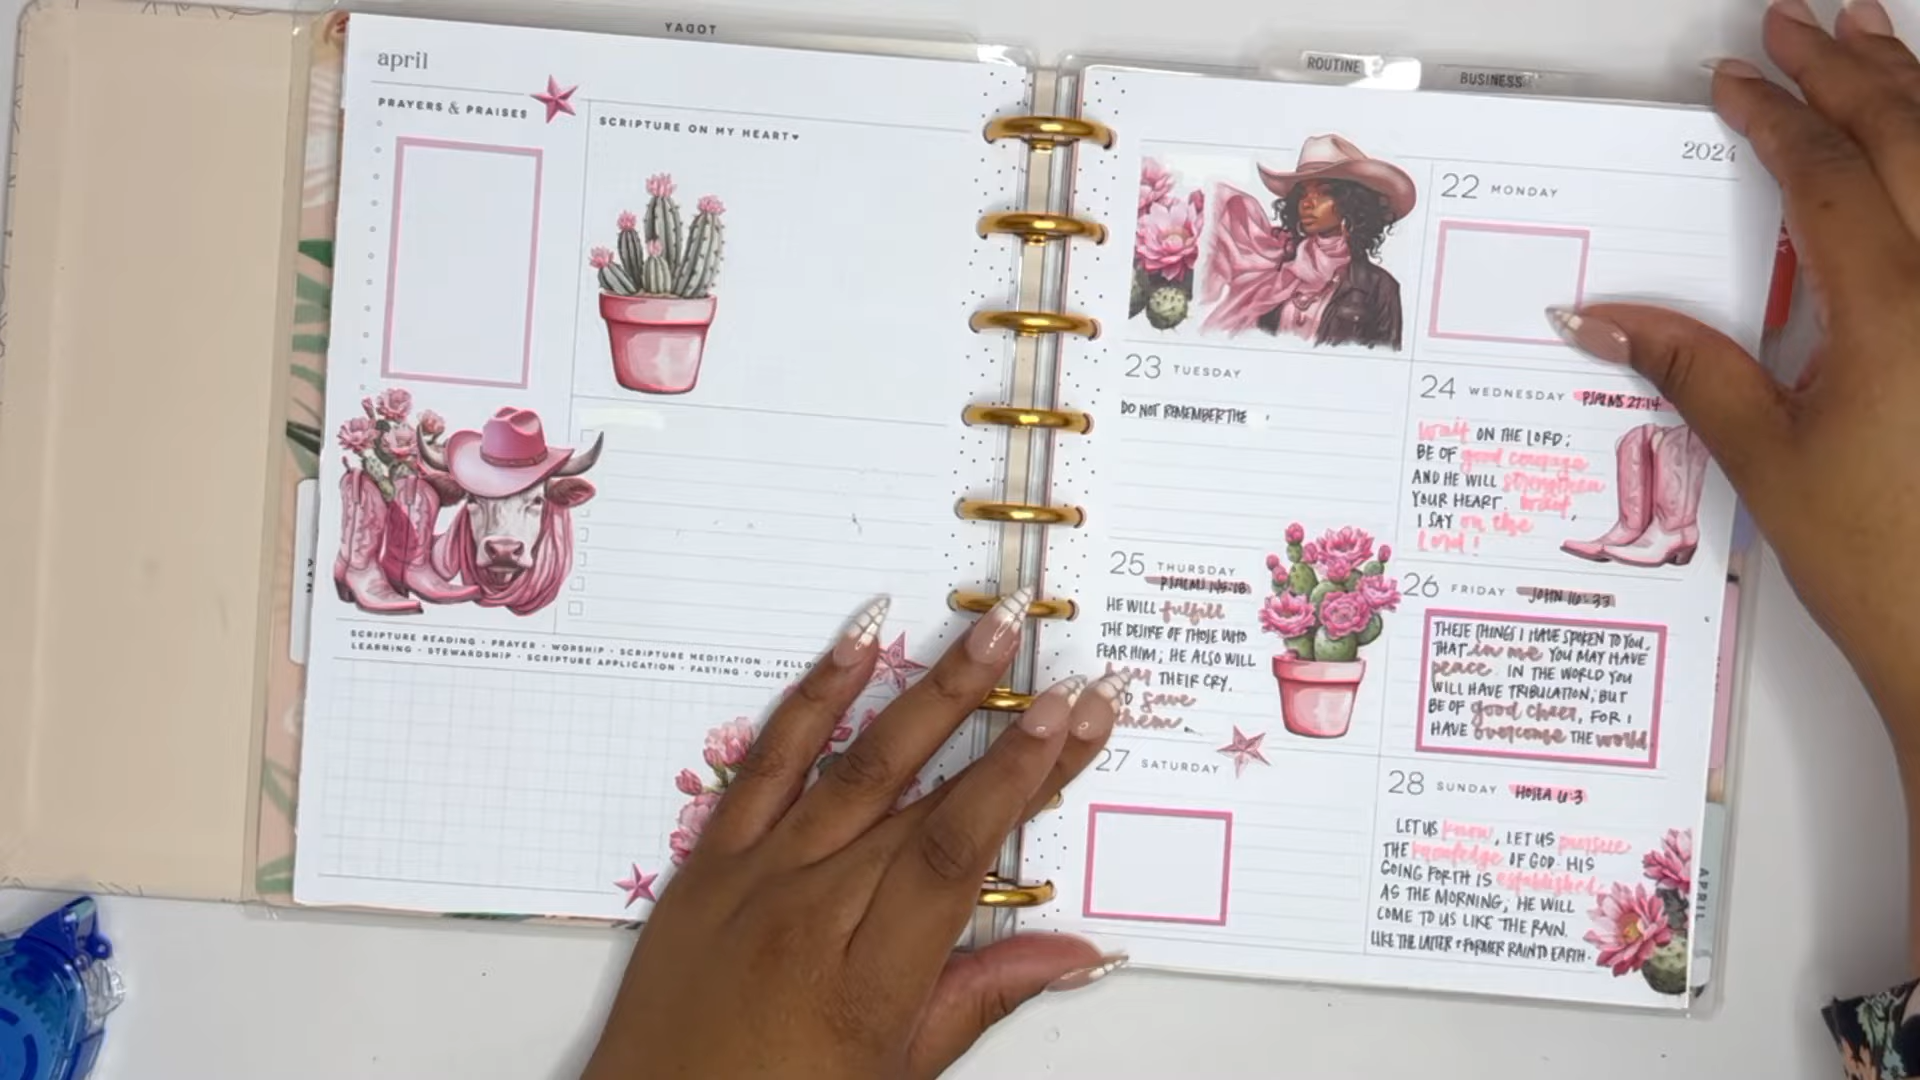 TODAY
april
PRAYERS & PRAISES
SCRIPTURE ON MY HEART
SCRIPTURE READING • PRAYER • WORSHIP • SCRIPTURE MEDITATION •
LEARNING • STEWARDSHIP • SCRIPTURE APPLICATION • FASTING • QUIET
ROUTINE
BUSINESS
2024
22 MONDAY
23 TUESDAY
DO NOT REMEMBER THE
24 WEDNESDAY PSALMS 27:14
Wait ON THE LORD;
BE OF good courage
AND HE WILL strengthen
YOUR HEART. Wait,
I SAY on the
Lord!
25 THURSDAY
PSALMS 145:18
HE WILL fulfill
THE DESIRE OF THOSE WHO
FEAR HIM; HE ALSO WILL
THEIR CRY,
save
them.
26 FRIDAY JOHN 16:33
THESE THINGS I HAVE SPOKEN TO YOU,
THAT in me YOU MAY HAVE
peace. IN THE WORLD YOU
WILL HAVE TRIBULATION; BUT
BE OF good cheer, FOR I
HAVE overcome THE world.
27 SATURDAY
28 SUNDAY HOSEA 6:3
LET US know, LET US pursue
THE knowledge OF GOD. HIS
GOING FORTH IS established
AS THE MORNING; HE WILL
COME TO US LIKE THE RAIN.
LIKE THE LATTER + FORMER RAIN TO EARTH.
APRIL